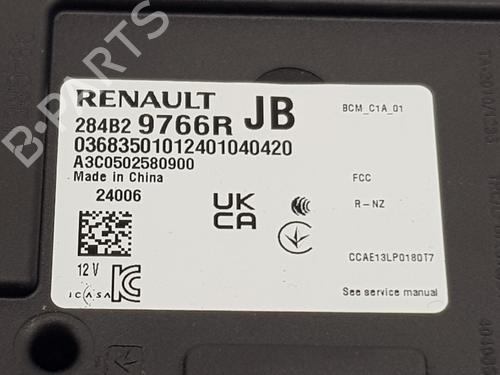 RENAULT JB
284B2 9766R
03683501012401040420
A3C0502580900
Made in China
24006
12 V
ICASA
UK
CA
BCM_C1A_01
FCC
R-NZ
CCAE13LP0180T7
See service manual
B-PARTS